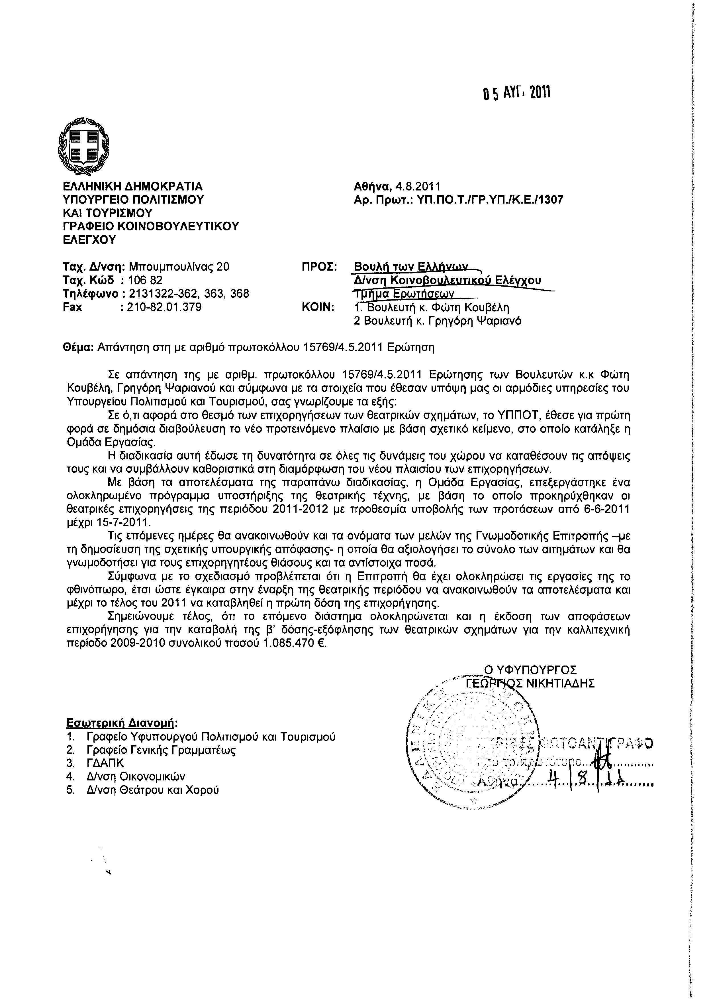 05 ΑΥΓ. 2011
ΕΛΛΗΝΙΚΗ ΔΗΜΟΚΡΑΤΙΑ
ΥΠΟΥΡΓΕΙΟ ΠΟΛΙΤΙΣΜΟΥ
ΚΑΙ ΤΟΥΡΙΣΜΟΥ
ΓΡΑΦΕΙΟ ΚΟΙΝΟΒΟΥΛΕΥΤΙΚΟΥ
ΕΛΕΓΧΟΥ
Αθήνα, 4.8.2011
Αρ. Πρωτ.: ΥΠ.ΠΟ.Τ./ΓΡ.ΥΠ./Κ.Ε./1307
Ταχ. Δ/νση: Μπουμπουλίνας 20
Ταχ. Κώδ : 106 82
Τηλέφωνο : 2131322-362, 363, 368
Fax : 210-82.01.379
ΠΡΟΣ: Βουλή των Ελλήνων
Δ/νση Κοινοβουλευτικού Ελέγχου
Τμήμα Ερωτήσεων
ΚΟΙΝ: 1. Βουλευτή κ. Φώτη Κουβέλη
2 Βουλευτή κ. Γρηγόρη Ψαριανό
Θέμα: Απάντηση στη με αριθμό πρωτοκόλλου 15769/4.5.2011 Ερώτηση
Σε απάντηση της με αριθμ. πρωτοκόλλου 15769/4.5.2011 Ερώτησης των Βουλευτών κ.κ Φώτη
Κουβέλη, Γρηγόρη Ψαριανού και σύμφωνα με τα στοιχεία που έθεσαν υπόψη μας οι αρμόδιες υπηρεσίες του
Υπουργείου Πολιτισμού και Τουρισμού, σας γνωρίζουμε τα εξής:
Σε ό,τι αφορά στο θεσμό των επιχορηγήσεων των θεατρικών σχημάτων, το ΥΠΠΟΤ, έθεσε για πρώτη
φορά σε δημόσια διαβούλευση το νέο προτεινόμενο πλαίσιο με βάση σχετικό κείμενο, στο οποίο κατάληξε η
Ομάδα Εργασίας.
Η διαδικασία αυτή έδωσε τη δυνατότητα σε όλες τις δυνάμεις του χώρου να καταθέσουν τις απόψεις
τους και να συμβάλλουν καθοριστικά στη διαμόρφωση του νέου πλαισίου των επιχορηγήσεων.
Με βάση τα αποτελέσματα της παραπάνω διαδικασίας, η Ομάδα Εργασίας, επεξεργάστηκε ένα
ολοκληρωμένο πρόγραμμα υποστήριξης της θεατρικής τέχνης, με βάση το οποίο προκηρύχθηκαν οι
θεατρικές επιχορηγήσεις της περιόδου 2011-2012 με προθεσμία υποβολής των προτάσεων από 6-6-2011
μέχρι 15-7-2011.
Τις επόμενες ημέρες θα ανακοινωθούν και τα ονόματα των μελών της Γνωμοδοτικής Επιτροπής –με
τη δημοσίευση της σχετικής υπουργικής απόφασης- η οποία θα αξιολογήσει το σύνολο των αιτημάτων και θα
γνωμοδοτήσει για τους επιχορηγητέους θιάσους και τα αντίστοιχα ποσά.
Σύμφωνα με το σχεδιασμό προβλέπεται ότι η Επιτροπή θα έχει ολοκληρώσει τις εργασίες της το
φθινόπωρο, έτσι ώστε έγκαιρα στην έναρξη της θεατρικής περιόδου να ανακοινωθούν τα αποτελέσματα και
μέχρι το τέλος του 2011 να καταβληθεί η πρώτη δόση της επιχορήγησης.
Σημειώνουμε τέλος, ότι το επόμενο διάστημα ολοκληρώνεται και η έκδοση των αποφάσεων
επιχορήγησης για την καταβολή της β' δόσης-εξόφλησης των θεατρικών σχημάτων για την καλλιτεχνική
περίοδο 2009-2010 συνολικού ποσού 1.085.470 €.
Ο ΥΦΥΠΟΥΡΓΟΣ
ΓΕΩΡΓΙΟΣ ΝΙΚΗΤΙΑΔΗΣ
Εσωτερική Διανομή:
1. Γραφείο Υφυπουργού Πολιτισμού και Τουρισμού
2. Γραφείο Γενικής Γραμματέως
3. ΓΔΑΠΚ
4. Δ/νση Οικονομικών
5. Δ/νση Θεάτρου και Χορού
ΦΩΤΟΑΝΤΙΓΡΑΦΟ
το πρωτότυπο
Αθήνα: 4 8 11